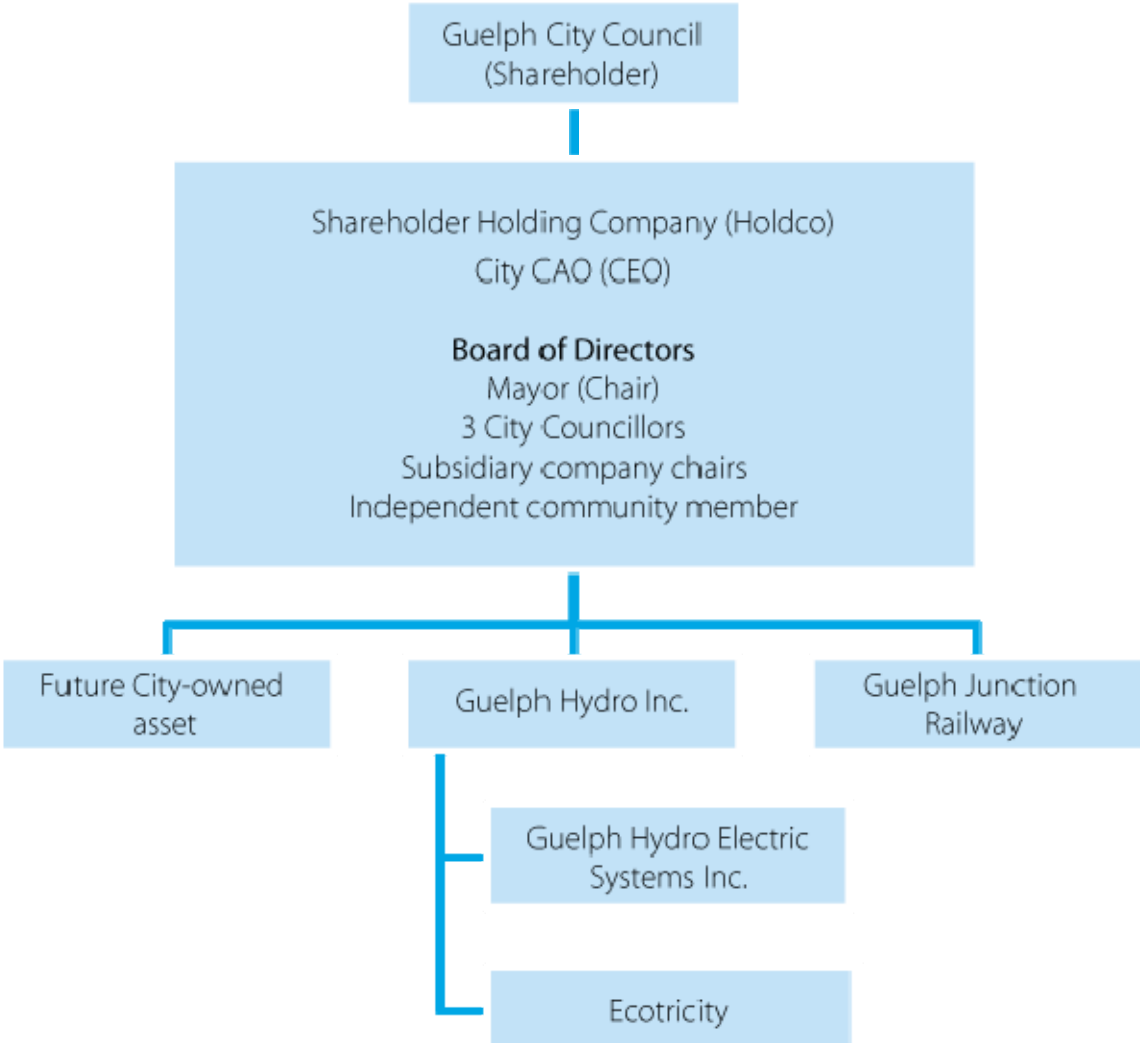 Guelph City Council
(Shareholder)
Shareholder Holding Company (Holdco)
City CAO (CEO)
Board of Directors
Mayor (Chair)
3 City Councillors
Subsidiary company chairs
Independent community member
Future City-owned
asset
Guelph Hydro Inc.
Guelph Junction
Railway
Guelph Hydro Electric
Systems Inc.
Ecotricity